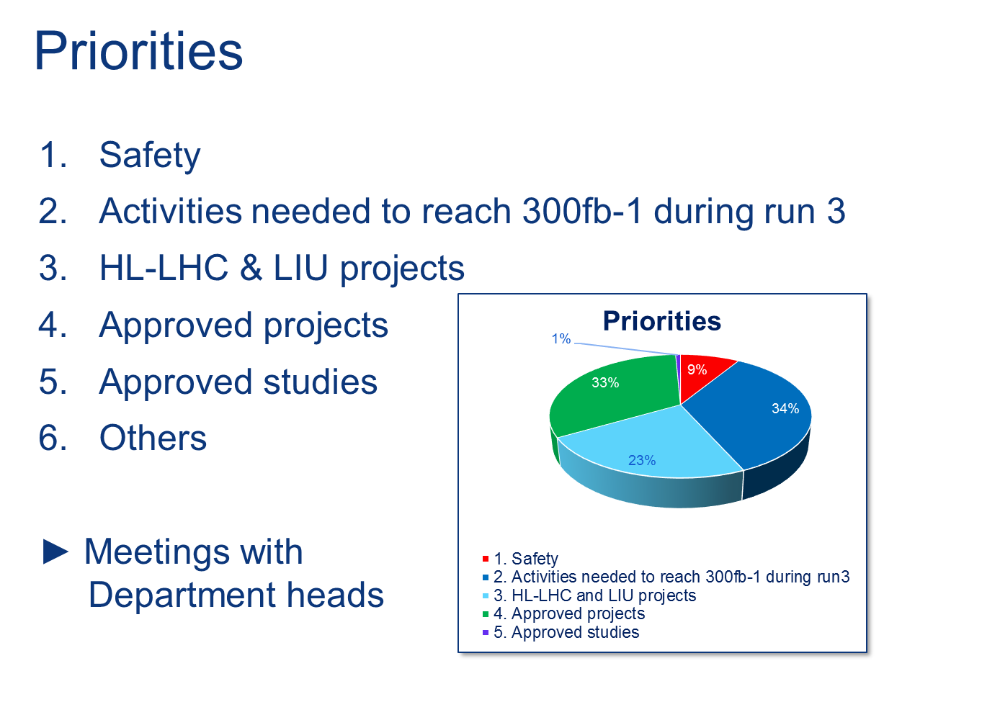 Priorities
1. Safety
2. Activities needed to reach 300fb-1 during run 3
3. HL-LHC & LIU projects
4. Approved projects
5. Approved studies
6. Others
► Meetings with
Department heads
Priorities
1%
9%
33%
34%
23%
1. Safety
2. Activities needed to reach 300fb-1 during run3
3. HL-LHC and LIU projects
4. Approved projects
5. Approved studies